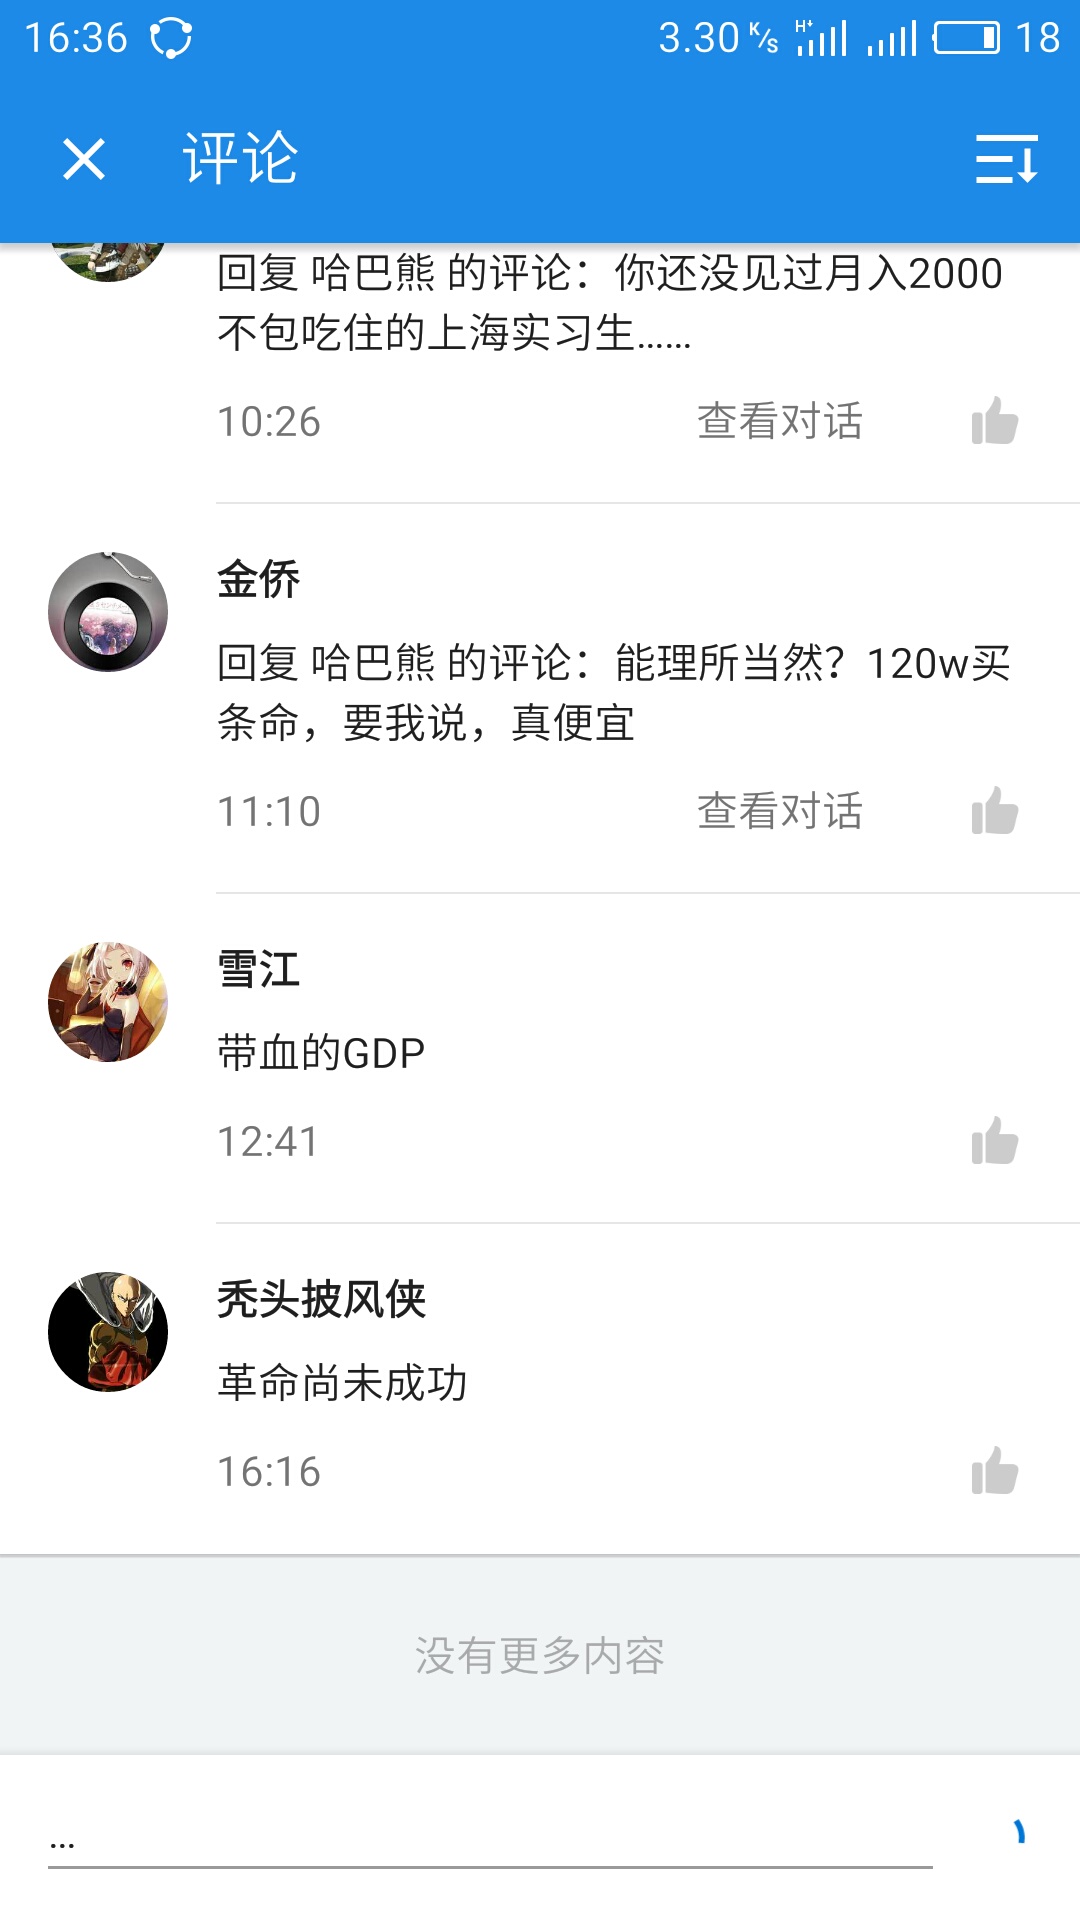 16:36 3.30 K/s H+ 18
评论
回复 哈巴熊 的评论：你还没见过月入2000
不包吃住的上海实习生……
10:26 查看对话
金侨
回复 哈巴熊 的评论：能理所当然？120w买
条命，要我说，真便宜
11:10 查看对话
雪江
带血的GDP
12:41
秃头披风侠
革命尚未成功
16:16
没有更多内容
...